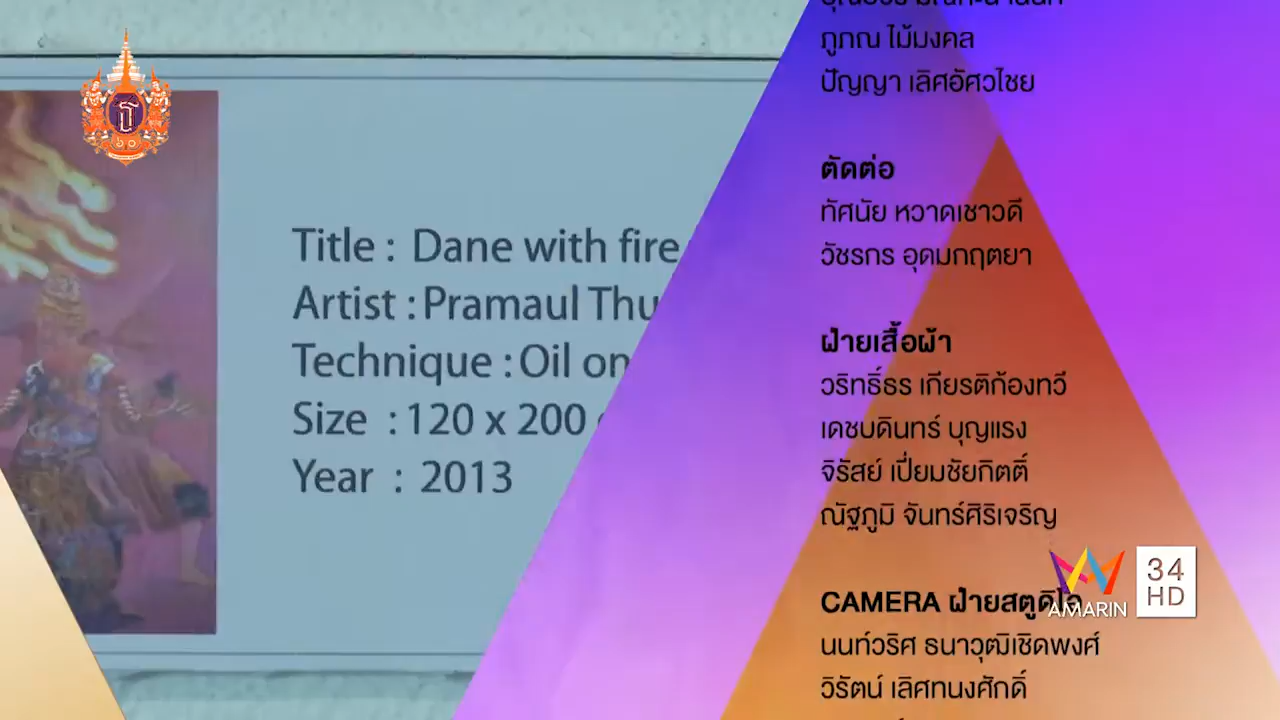 Title : Dane with fire
Artist : Pramaul
Technique : Oil on
Size : 120 x 200
Year : 2013
ภูภณ ไม้มงคล
ปัญญา เลิศอัศวไชย
ตัดต่อ
ทัศนัย หวาดเชาวดี
วัชรกร อุดมกฤตยา
ฝ่ายเสื้อผ้า
วริทธิ์ธร เกียรติก้องทวี
เดชบดินทร์ บุญแรง
จิรัสย์ เปี่ยมชัยกิตติ์
ณัฐภูมิ จันทร์ศิริเจริญ
CAMERA ฝ่ายสตูดิโอ
นนท์วริศ ธนาวุฒิเชิดพงศ์
วิรัตน์ เลิศทนงศักดิ์
AMARIN
34
HD